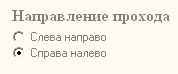 Направление прохода
Слева направо
Справа налево